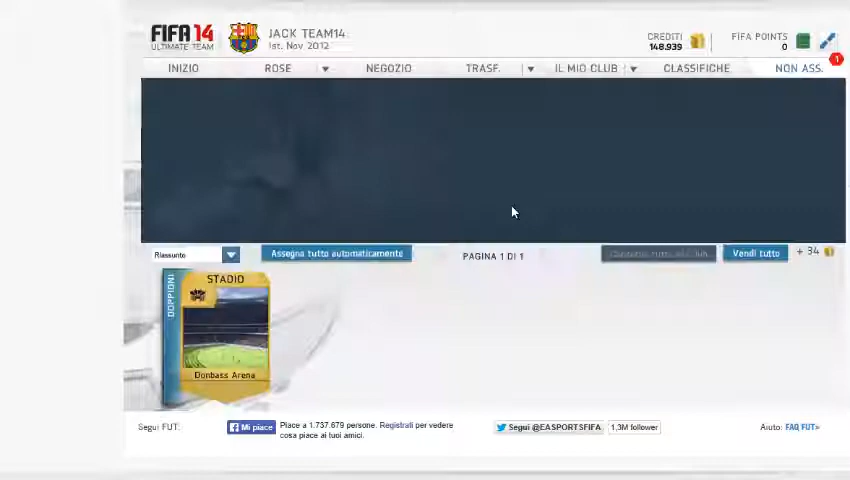 FIFA 14
ULTIMATE TEAM
JACK TEAM14
1st. Nov 2012
CREDITI
148.939
FIFA POINTS
0
INIZIO
ROSE
NEGOZIO
TRASF.
IL MIO CLUB
CLASSIFICHE
NON ASS.
1
Riassunto
Assegna tutto automaticamente
PAGINA 1 DI 1
Vendi tutto
+ 34
DOPPIONI
STADIO
Donbass Arena
Segui FUT:
Mi piace
Piace a 1.737.679 persone. Registrati per vedere
cosa piace ai tuoi amici.
Segui @EASPORTSFIFA
1,3M follower
Aiuto: FAQ FUT»